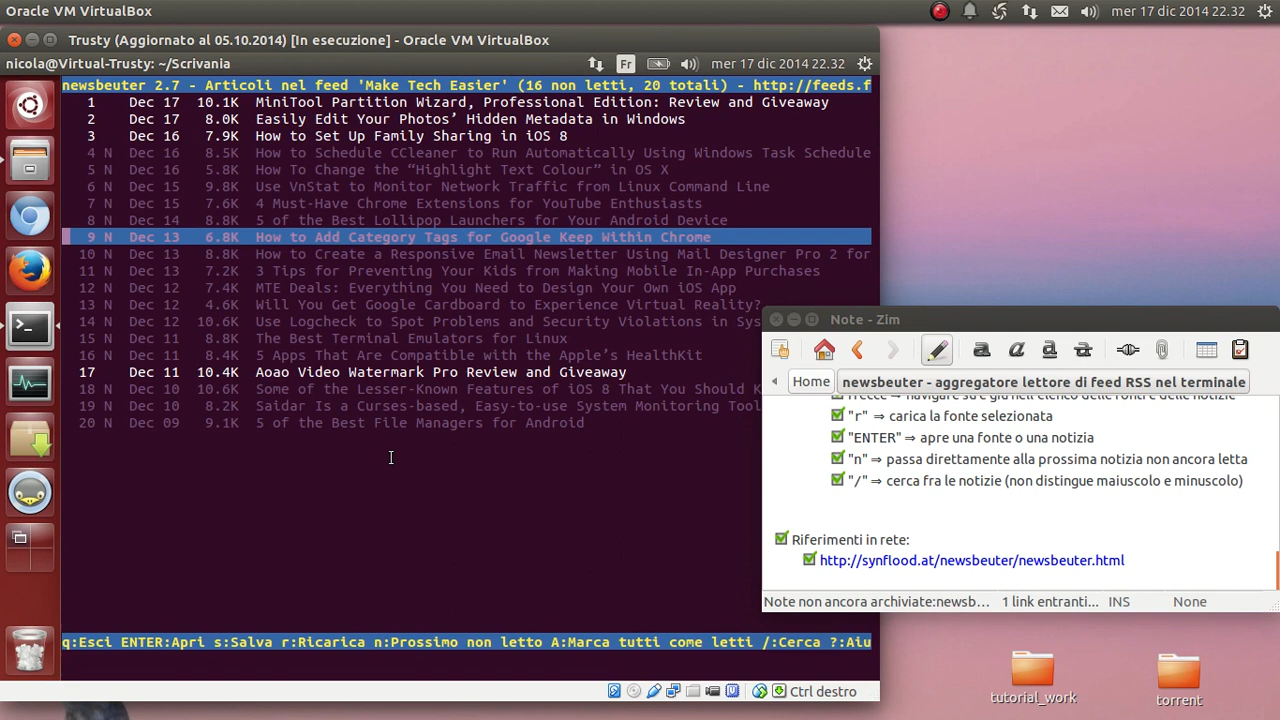 Oracle VM VirtualBox
mer 17 dic 2014 22.32
Trusty (Aggiornato al 05.10.2014) [In esecuzione] - Oracle VM VirtualBox
nicola@Virtual-Trusty: ~/Scrivania
Fr
mer 17 dic 2014 22.32
newsbeuter 2.7 - Articoli nel feed 'Make Tech Easier' (16 non letti, 20 totali) - http://feeds.f
1 Dec 17 10.1K MiniTool Partition Wizard, Professional Edition: Review and Giveaway
2 Dec 17 8.0K Easily Edit Your Photos’ Hidden Metadata in Windows
3 Dec 16 7.9K How to Set Up Family Sharing in iOS 8
4 N Dec 16 8.5K How to Schedule CCleaner to Run Automatically Using Windows Task Schedule
5 N Dec 16 5.8K How To Change the “Highlight Text Colour” in OS X
6 N Dec 15 9.8K Use VnStat to Monitor Network Traffic from Linux Command Line
7 N Dec 15 7.6K 4 Must-Have Chrome Extensions for YouTube Enthusiasts
8 N Dec 14 8.8K 5 of the Best Lollipop Launchers for Your Android Device
9 N Dec 13 6.8K How to Add Category Tags for Google Keep Within Chrome
10 N Dec 13 8.8K How to Create a Responsive Email Newsletter Using Mail Designer Pro 2 for
11 N Dec 13 7.2K 3 Tips for Preventing Your Kids from Making Mobile In-App Purchases
12 N Dec 12 7.4K MTE Deals: Everything You Need to Design Your Own iOS App
13 N Dec 12 4.6K Will You Get Google Cardboard to Experience Virtual Reality?
14 N Dec 12 10.6K Use Logcheck to Spot Problems and Security Violations in Sys
15 N Dec 11 8.8K The Best Terminal Emulators for Linux
16 N Dec 11 8.4K 5 Apps That Are Compatible with the Apple’s HealthKit
17 Dec 11 10.4K Aoao Video Watermark Pro Review and Giveaway
18 N Dec 10 10.6K Some of the Lesser-Known Features of iOS 8 That You Should K
19 N Dec 10 8.2K Saidar Is a Curses-based, Easy-to-use System Monitoring Tool
20 N Dec 09 9.1K 5 of the Best File Managers for Android
q:Esci ENTER:Apri s:Salva r:Ricarica n:Prossimo non letto A:Marca tutti come letti /:Cerca ?:Aiu
Ctrl destro
Note - Zim
Home
newsbeuter - aggregatore lettore di feed RSS nel terminale
"r" ⇒ carica la fonte selezionata
"ENTER" ⇒ apre una fonte o una notizia
"n" ⇒ passa direttamente alla prossima notizia non ancora letta
"/" ⇒ cerca fra le notizie (non distingue maiuscolo e minuscolo)
Riferimenti in rete:
http://synflood.at/newsbeuter/newsbeuter.html
Note non ancora archiviate:newsb...
1 link entranti...
INS
None
tutorial_work
torrent